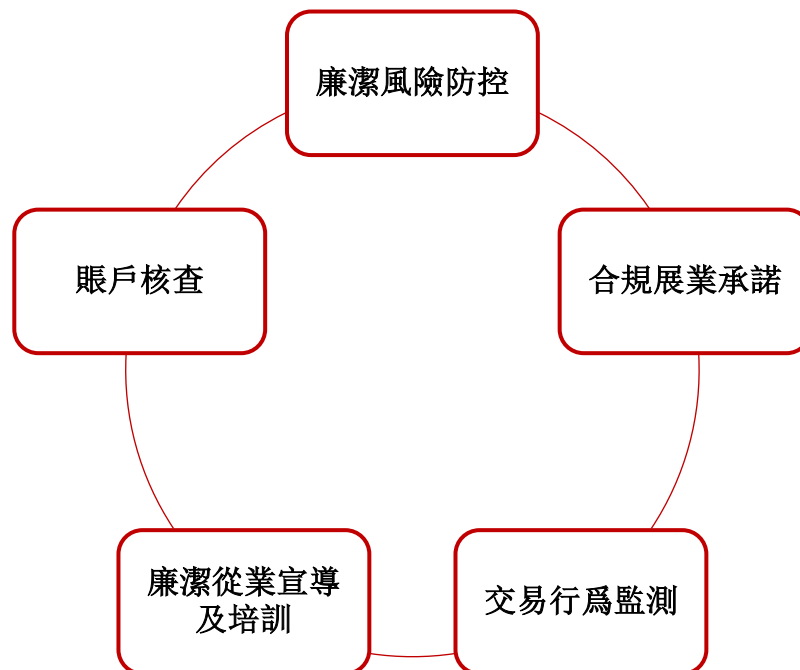 廉潔風險防控
賬戶核查
合規展業承諾
廉潔從業宣導
及培訓
交易行爲監測